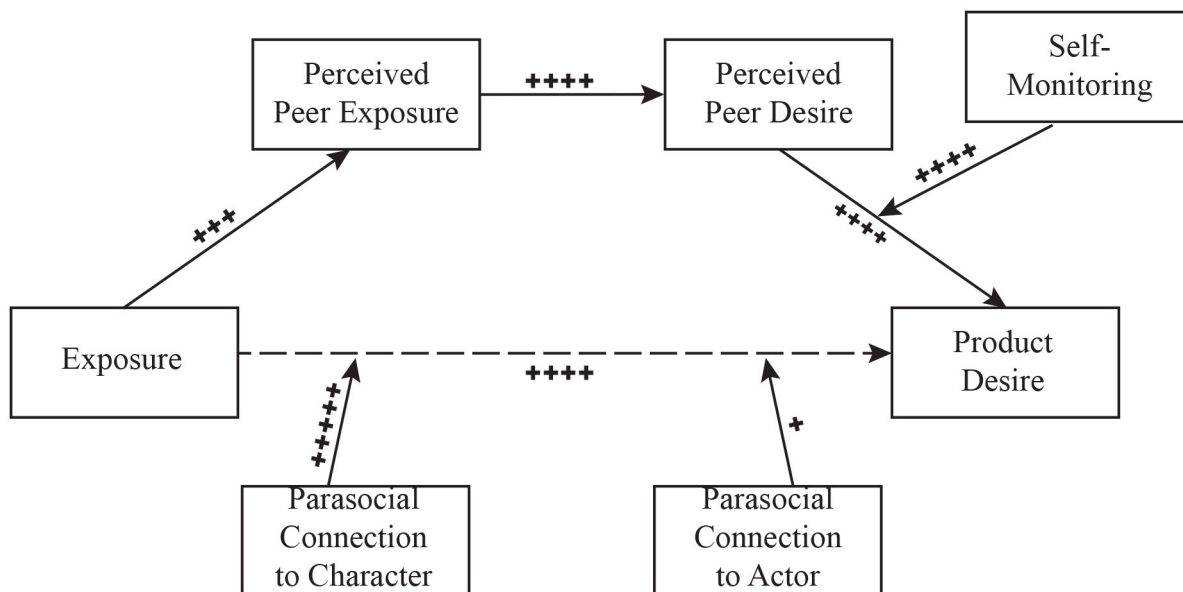 Perceived
Peer Exposure
++++
Perceived
Peer Desire
Self-
Monitoring
++++
++++
+++
Exposure
++++
Product
Desire
+++++
+
Parasocial
Connection
to Character
Parasocial
Connection
to Actor